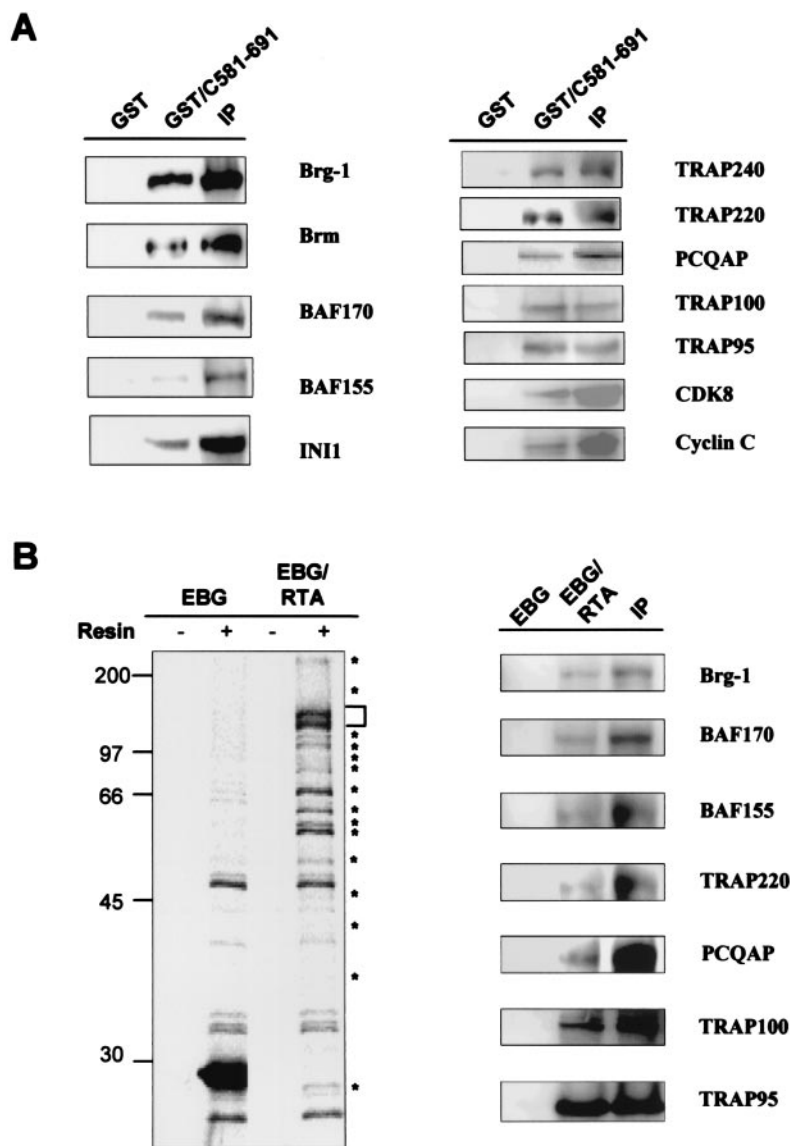 A
GST
GST/C581-691
IP
Brg-1
Brm
BAF170
BAF155
INI1
GST
GST/C581-691
IP
TRAP240
TRAP220
PCQAP
TRAP100
TRAP95
CDK8
Cyclin C
B
EBG
EBG/
RTA
Resin - + - +
200
97
66
45
30
*
*
*
*
*
*
*
*
*
*
*
*
*
*
EBG
EBG/
RTA
IP
Brg-1
BAF170
BAF155
TRAP220
PCQAP
TRAP100
TRAP95